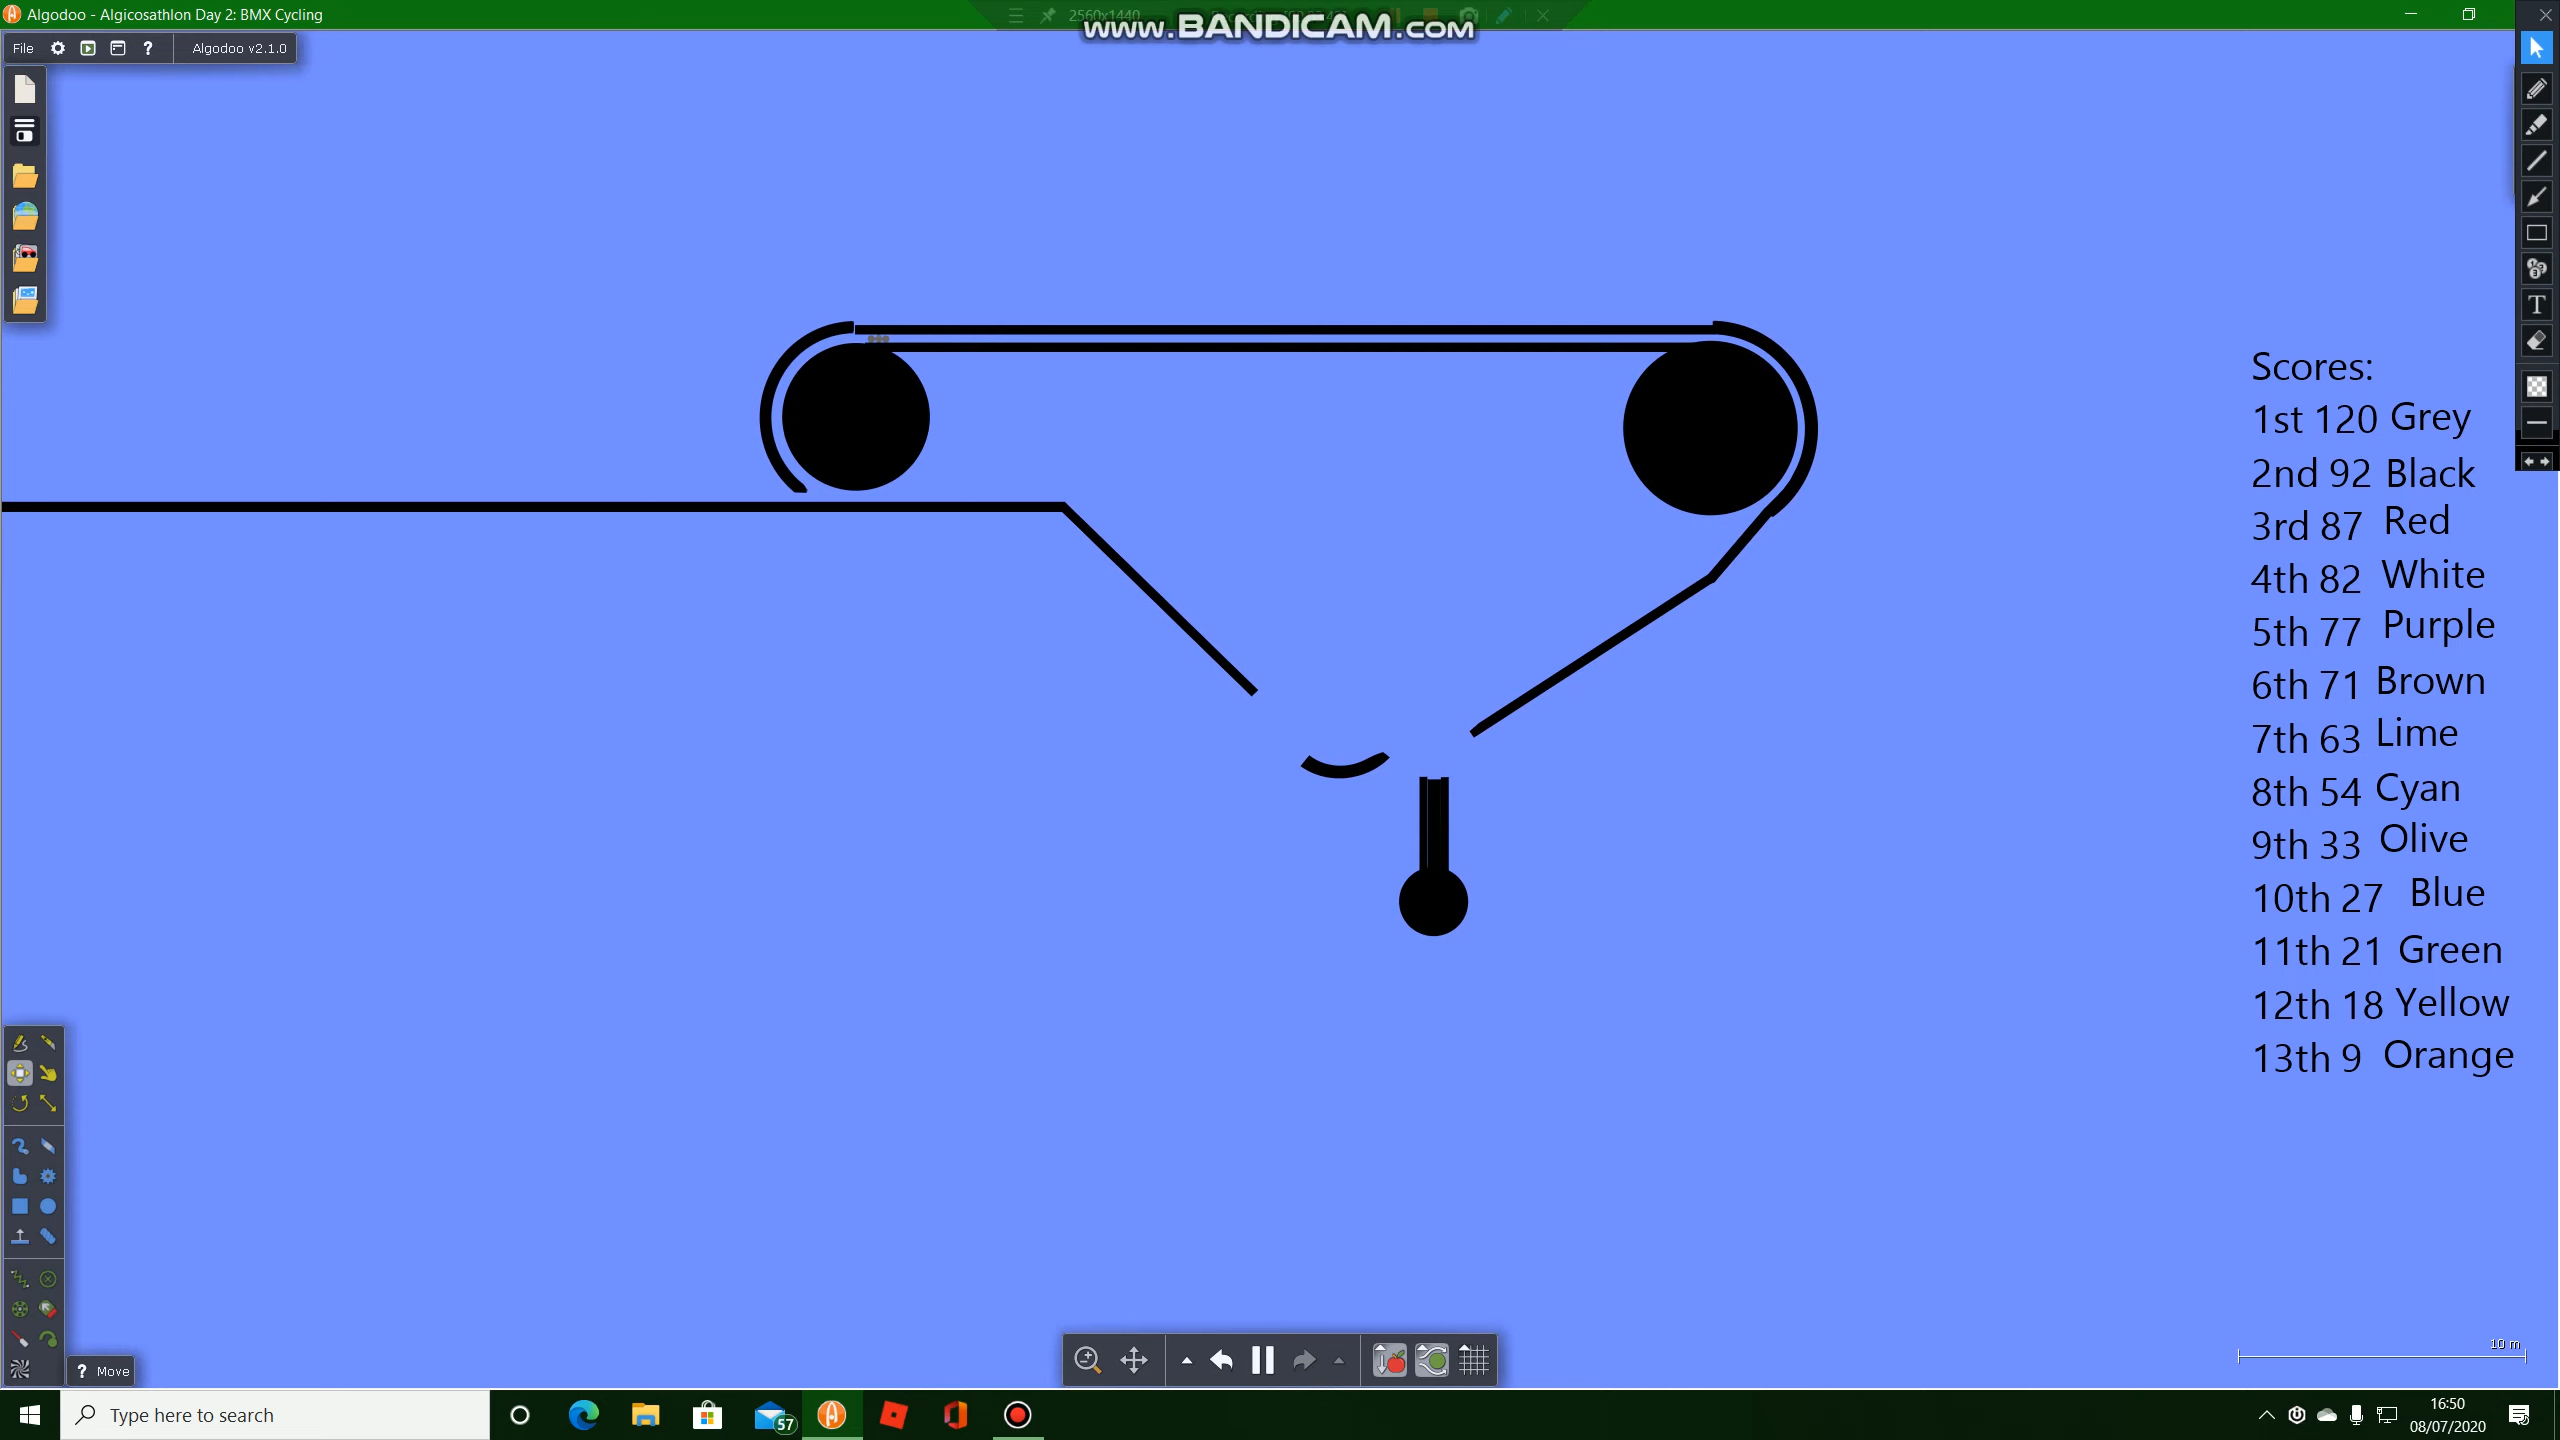 Algodoo - Algicosathlon Day 2: BMX Cycling
2560x1440
www.BANDICAM.com
File
Algodoo v2.1.0
Scores:
1st 120 Grey
2nd 92 Black
3rd 87 Red
4th 82 White
5th 77 Purple
6th 71 Brown
7th 63 Lime
8th 54 Cyan
9th 33 Olive
10th 27 Blue
11th 21 Green
12th 18 Yellow
13th 9 Orange
10 m
? Move
Type here to search
57
16:50
08/07/2020